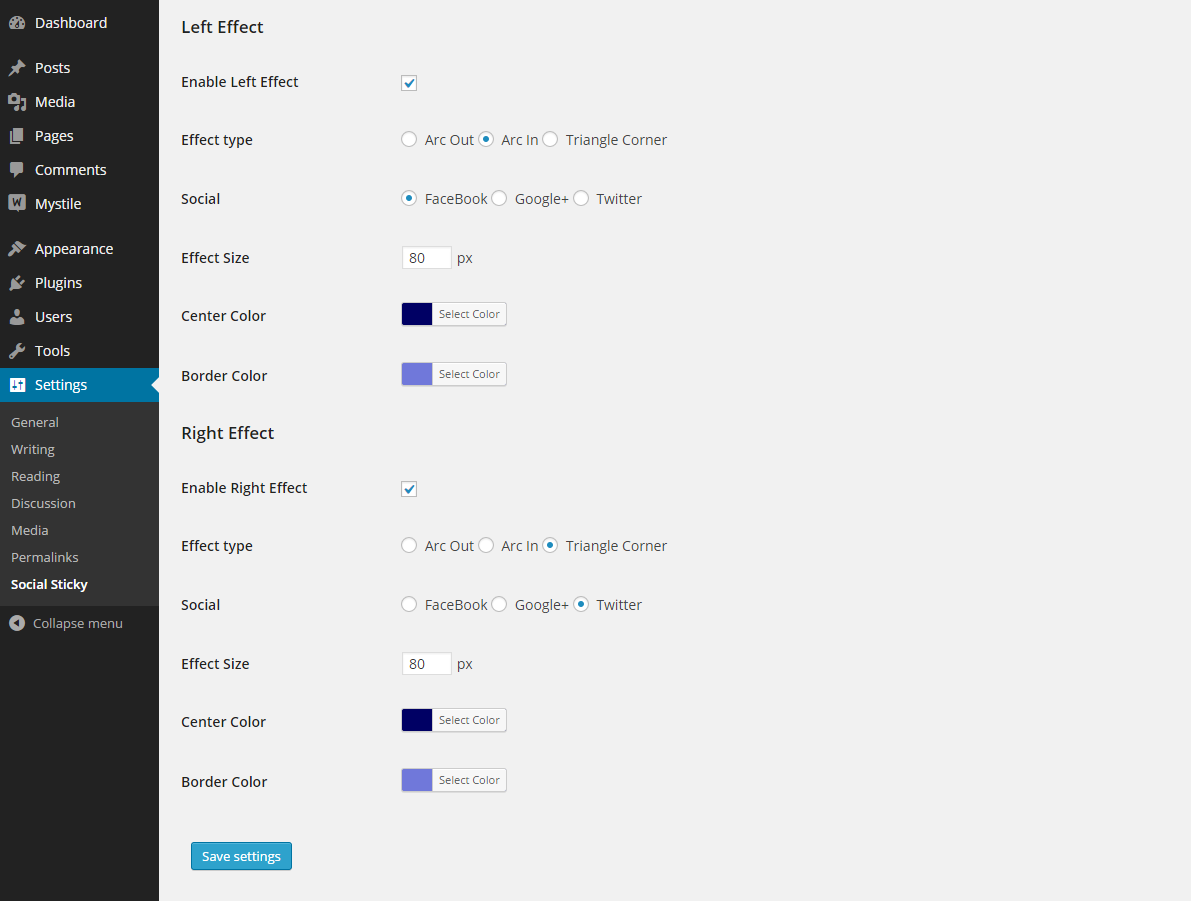 Dashboard
Posts
Media
Pages
Comments
Mystile
Appearance
Plugins
Users
Tools
Settings
General
Writing
Reading
Discussion
Media
Permalinks
Social Sticky
Collapse menu
Left Effect
Enable Left Effect
Effect type Arc Out Arc In Triangle Corner
Social FaceBook Google+ Twitter
Effect Size 80 px
Center Color Select Color
Border Color Select Color
Right Effect
Enable Right Effect
Effect type Arc Out Arc In Triangle Corner
Social FaceBook Google+ Twitter
Effect Size 80 px
Center Color Select Color
Border Color Select Color
Save settings